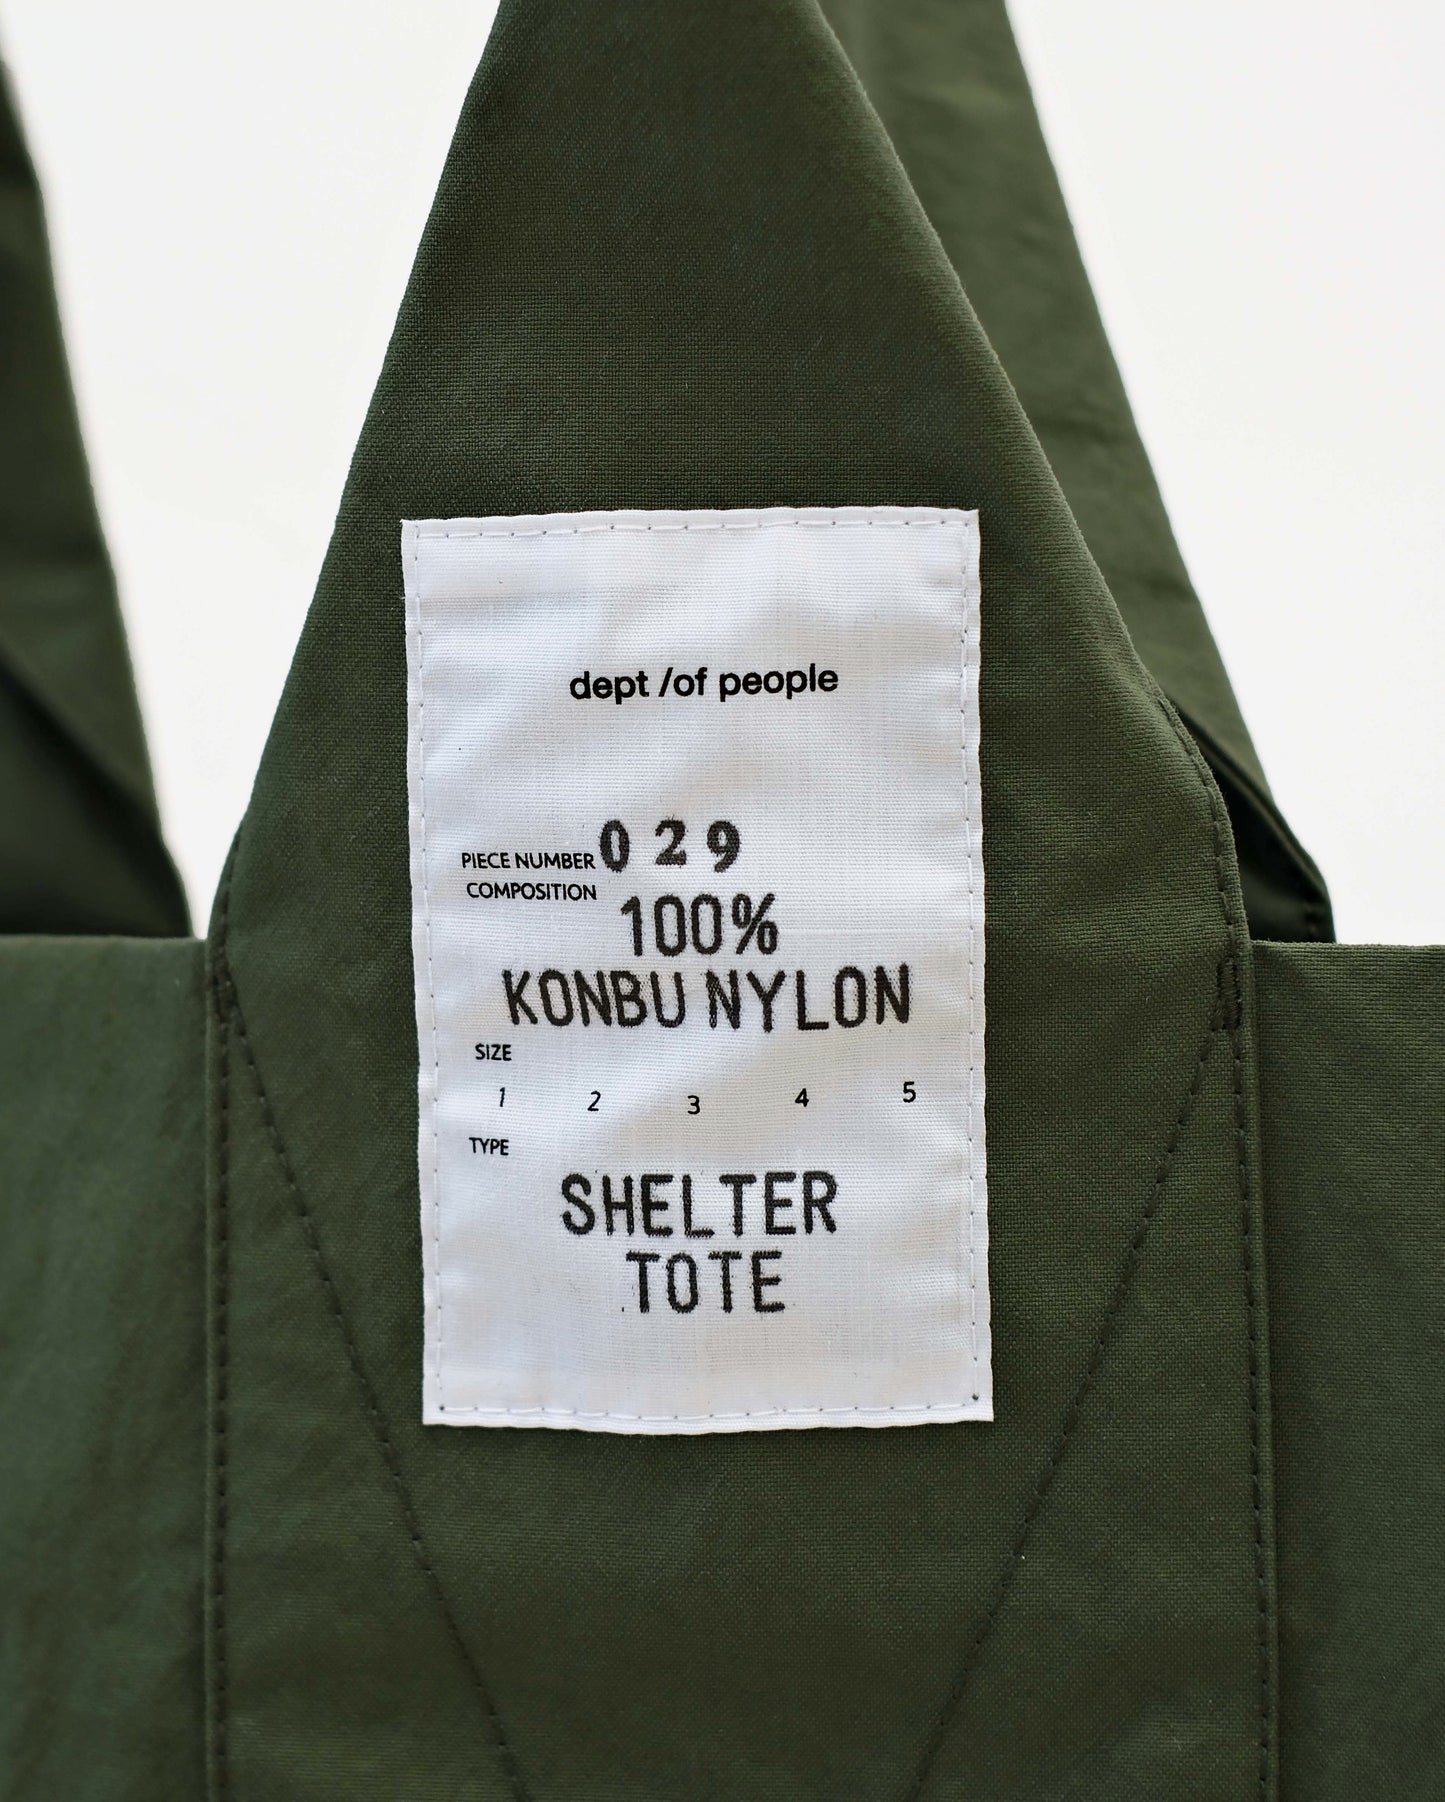 dept /of people
PIECE NUMBER 029
COMPOSITION
100%
KONBU NYLON
SIZE
1 2 3 4 5
TYPE
SHELTER
TOTE